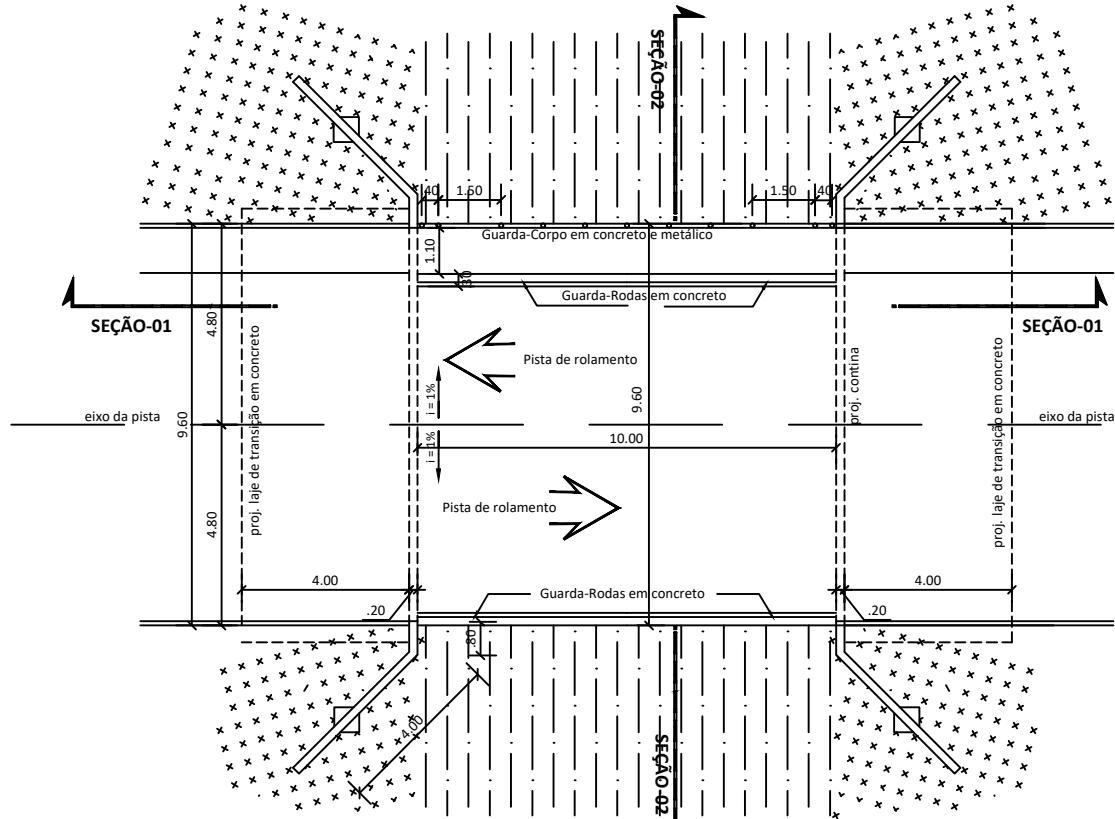 SEÇÃO-02
.40
1.50
1.50
.40
Guarda-Corpo em concreto e metálico
1.10
.30
Guarda-Rodas em concreto
SEÇÃO-01
SEÇÃO-01
4.80
proj. laje de transição em concreto
Pista de rolamento
proj. contina
proj. laje de transição em concreto
i = 1%
9.60
eixo da pista
9.60
eixo da pista
i = 1%
10.00
Pista de rolamento
4.80
4.00
4.00
Guarda-Rodas em concreto
.20
.20
.80
4.00
SEÇÃO-02